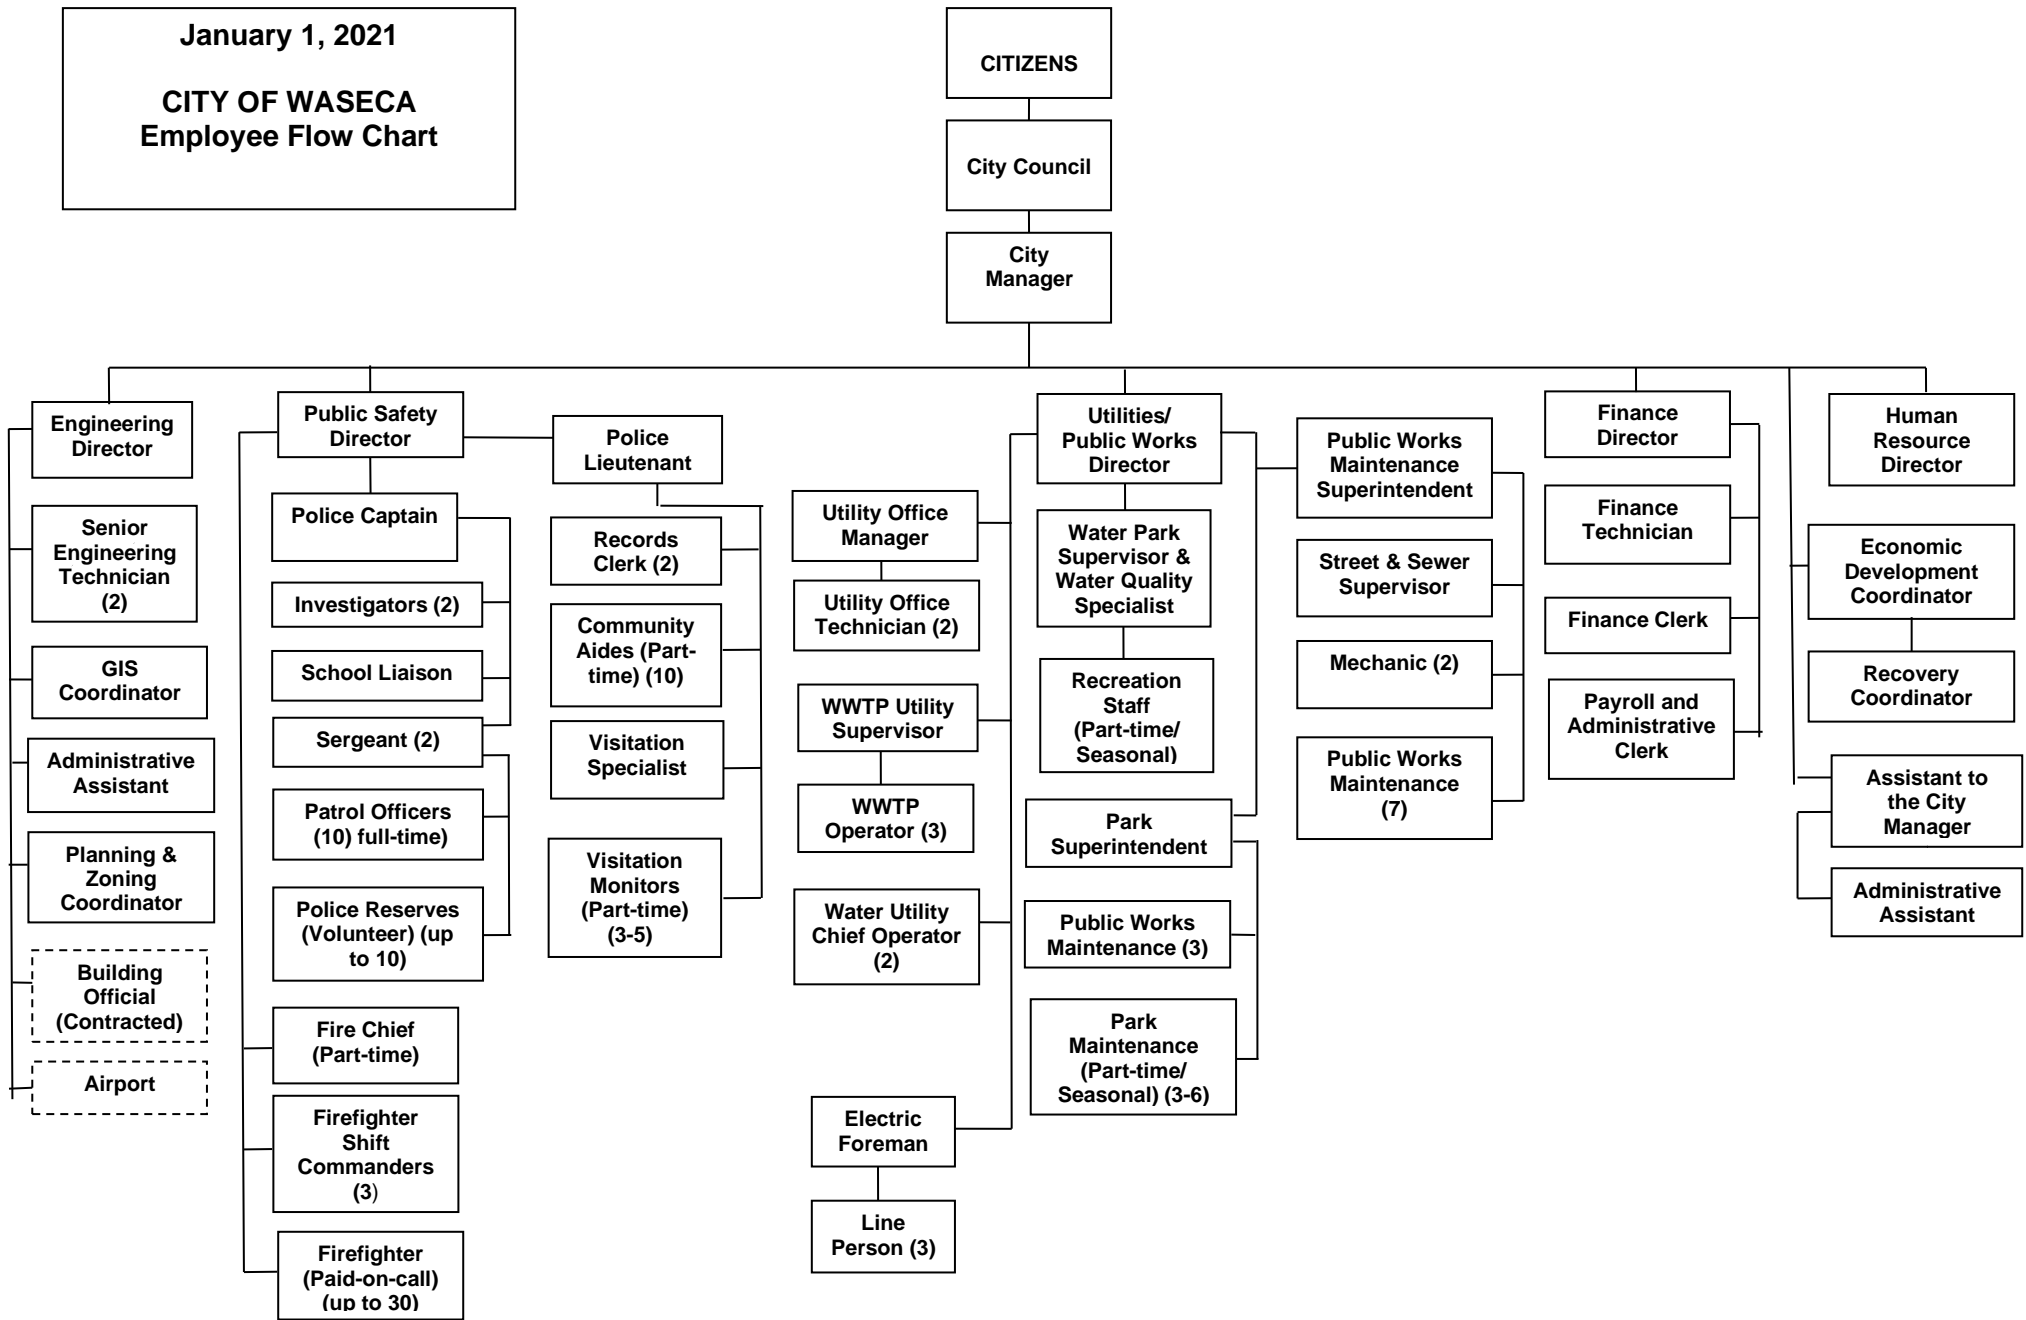 January 1, 2021
CITY OF WASECA
Employee Flow Chart
CITIZENS
City Council
City
Manager
Engineering
Director
Senior
Engineering
Technician
(2)
GIS
Coordinator
Administrative
Assistant
Planning &
Zoning
Coordinator
Building
Official
(Contracted)
Airport
Public Safety
Director
Police Captain
Investigators (2)
School Liaison
Sergeant (2)
Patrol Officers
(10) full-time)
Police Reserves
(Volunteer) (up
to 10)
Fire Chief
(Part-time)
Firefighter
Shift
Commanders
(3)
Firefighter
(Paid-on-call)
(up to 30)
Police
Lieutenant
Records
Clerk (2)
Community
Aides (Part-
time) (10)
Visitation
Specialist
Visitation
Monitors
(Part-time)
(3-5)
Utilities/
Public Works
Director
Utility Office
Manager
Utility Office
Technician (2)
WWTP Utility
Supervisor
WWTP
Operator (3)
Water Utility
Chief Operator
(2)
Electric
Foreman
Line
Person (3)
Water Park
Supervisor &
Water Quality
Specialist
Recreation
Staff
(Part-time/
Seasonal)
Park
Superintendent
Public Works
Maintenance (3)
Park
Maintenance
(Part-time/
Seasonal) (3-6)
Public Works
Maintenance
Superintendent
Street & Sewer
Supervisor
Mechanic (2)
Public Works
Maintenance
(7)
Finance
Director
Finance
Technician
Finance Clerk
Payroll and
Administrative
Clerk
Human
Resource
Director
Economic
Development
Coordinator
Recovery
Coordinator
Assistant to
the City
Manager
Administrative
Assistant